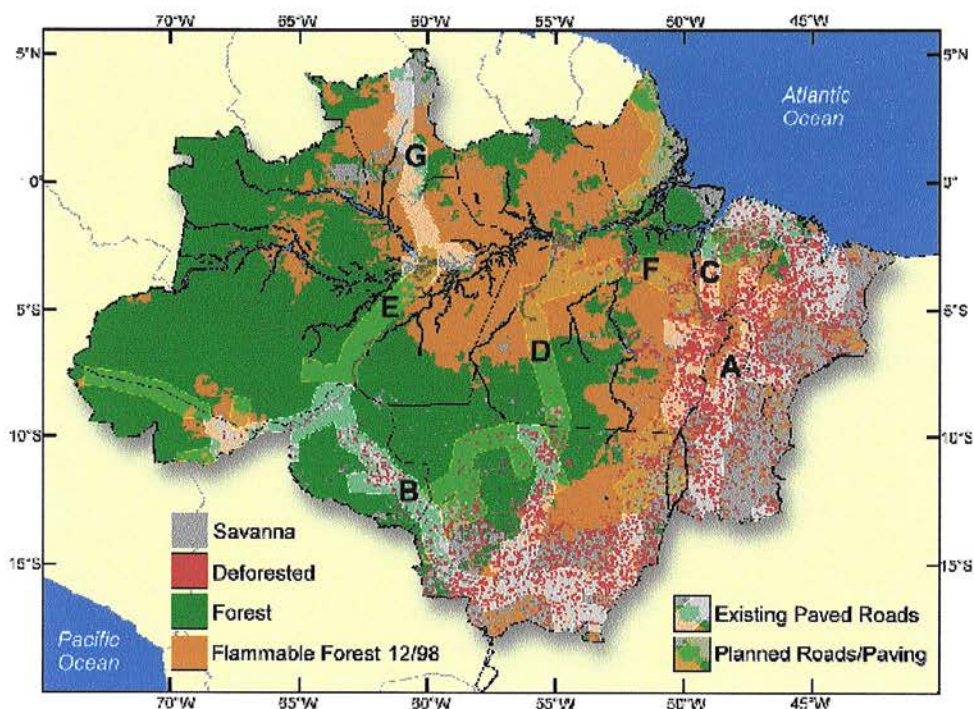 70°W 65°W 60°W 55°W 50°W 45°W
5°N 5°N
Atlantic
Ocean
G
0° 0°
F
C
E
5°S 5°S
D
A
10°S 10°S
B
Savanna
15°S 15°S
Deforested
Forest
Existing Paved Roads
Pacific
Ocean
Flammable Forest 12/98
Planned Roads/Paving
70°W 65°W 60°W 55°W 50°W 45°W